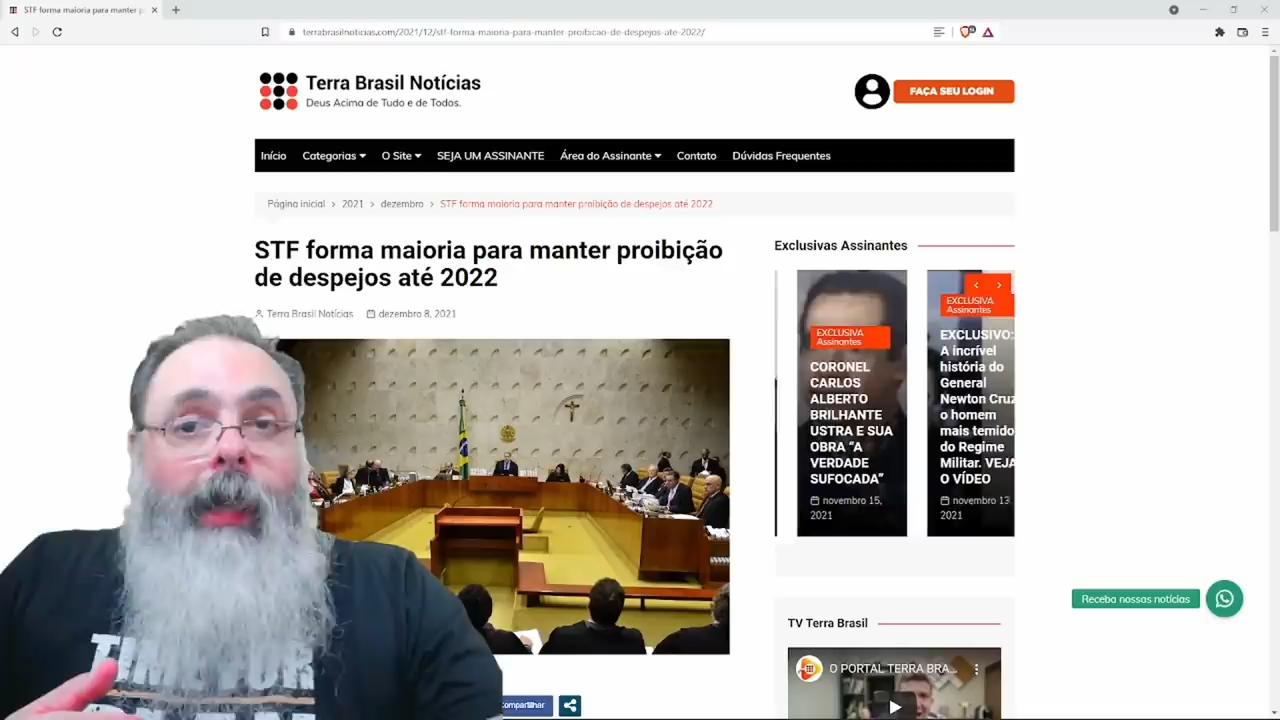 STF forma maioria para manter p
terrabrasilnoticias.com/2021/12/stf-forma-maioria-para-manter-proibicao-de-despejos-ate-2022/
Terra Brasil Notícias
Deus Acima de Tudo e de Todos.
FAÇA SEU LOGIN
Início Categorias O Site SEJA UM ASSINANTE Área do Assinante Contato Dúvidas Frequentes
Página inicial > 2021 > dezembro > STF forma maioria para manter proibição de despejos até 2022
STF forma maioria para manter proibição
de despejos até 2022
Terra Brasil Notícias dezembro 8, 2021
Exclusivas Assinantes
EXCLUSIVA
Assinantes
CORONEL
CARLOS
ALBERTO
BRILHANTE
USTRA E SUA
OBRA “A
VERDADE
SUFOCADA”
novembro 15,
2021
EXCLUSIVA
Assinantes
EXCLUSIVO:
A incrível
história do
General
Newton Cruz
o homem
mais temido
do Regime
Militar. VEJA
O VÍDEO
novembro 13
2021
Receba nossas notícias
TV Terra Brasil
O PORTAL TERRA BRA...
ompartilhar